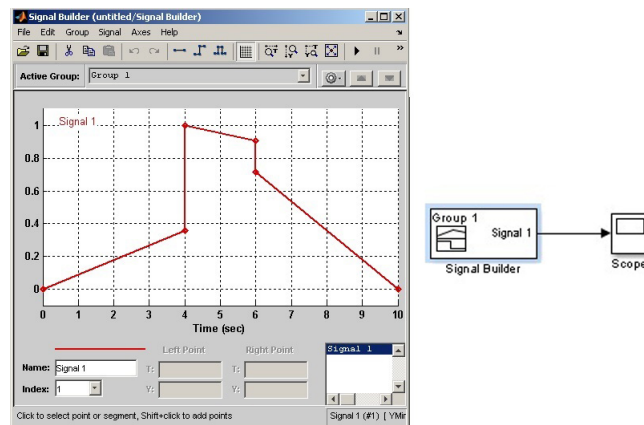 Signal Builder (untitled/Signal Builder)
File Edit Group Signal Axes Help
Active Group: Group 1
Signal 1
1
0.8
0.6
0.4
0.2
0
0 1 2 3 4 5 6 7 8 9 10
Time (sec)
Left Point Right Point
Name: Signal 1 T: T:
Index: 1 Y: Y:
Signal 1
Click to select point or segment, Shift+click to add points
Signal 1 (#1) [ YMin
Group 1
Signal 1
Signal Builder
Scope